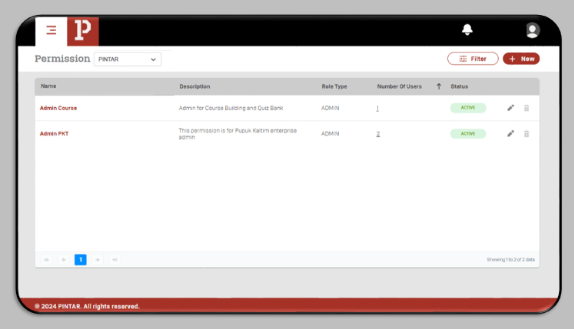 P
Permission PINTAR Filter + New
Name Description Role Type Number Of Users Status
Admin Course Admin for Course Building and Quiz Bank ADMIN 1 ACTIVE
Admin PKT This permission is for Pupuk Kaltim enterprise ADMIN 2 ACTIVE
admin
1 Showing 1 to 2 of 2 data
© 2024 PINTAR. All rights reserved.